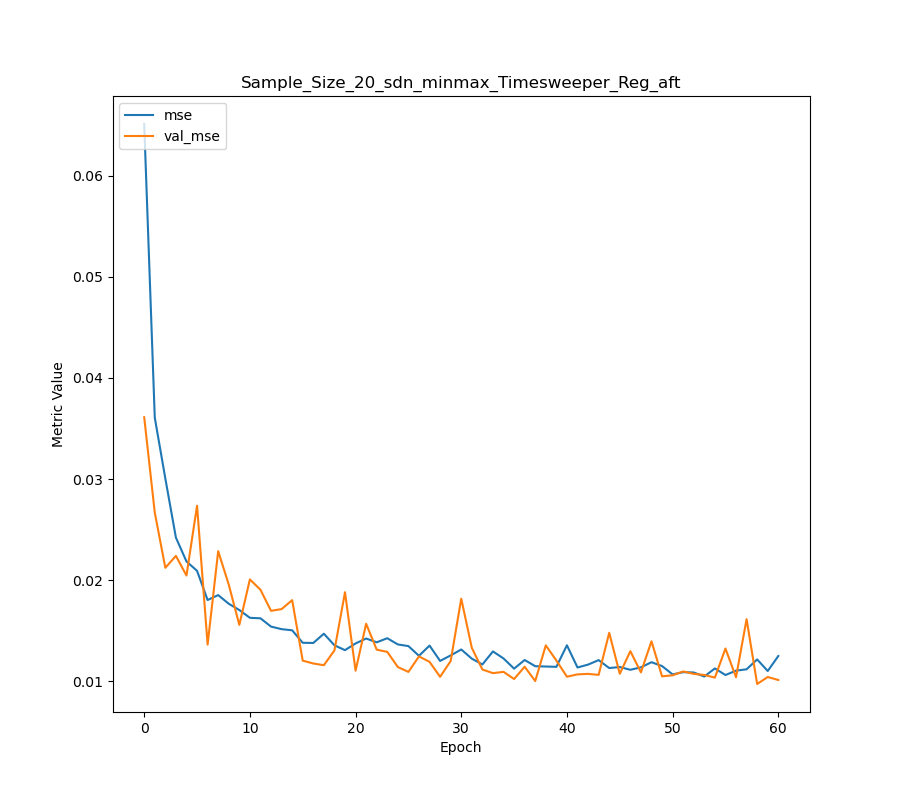 Sample_Size_20_sdn_minmax_Timesweeper_Reg_aft
mse
val_mse
0.06
0.05
0.04
0.03
0.02
0.01
Metric Value
0 10 20 30 40 50 60
Epoch